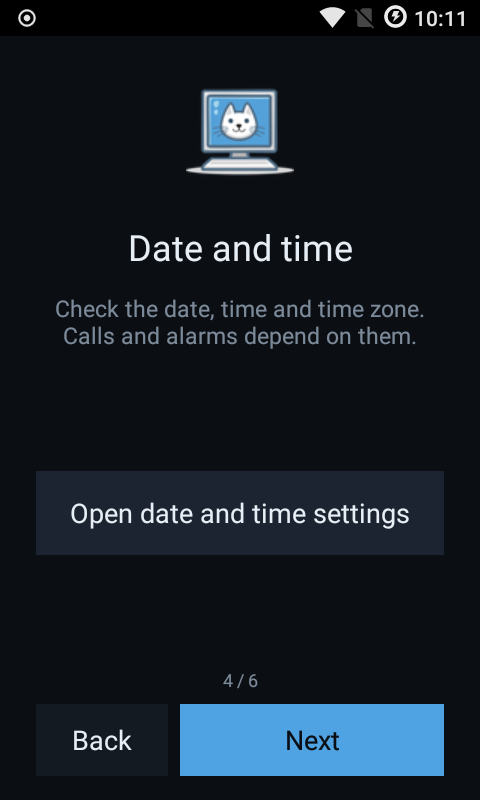 10:11
Date and time
Check the date, time and time zone.
Calls and alarms depend on them.
Open date and time settings
4 / 6
Back
Next